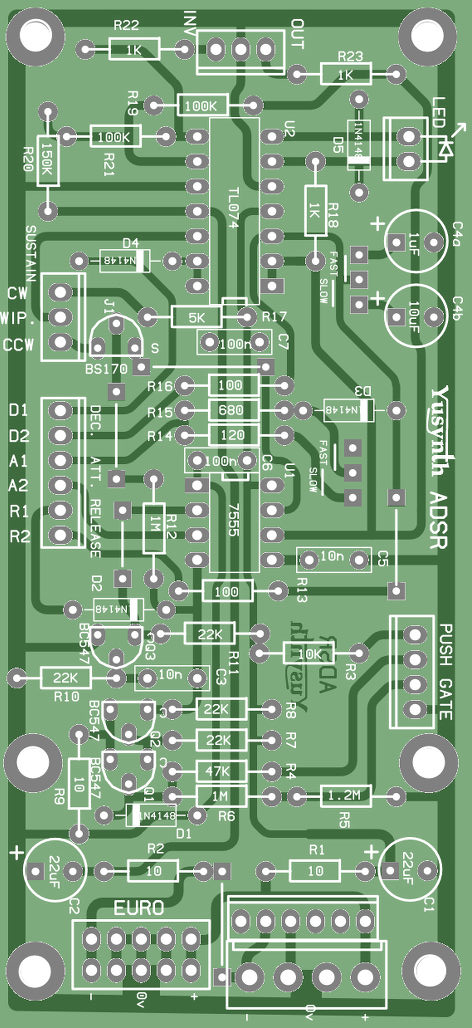 R22
INV
OUT
1K
R23
1K
R19
100K
LED
U2
1N4148
D5
R20
150K
100K
R21
TL074
1K
R18
C4a
1uF
SUSTAIN
D4
1N4148
FAST
SLOW
CW
WIP.
CCW
J1
5K
R17
C4b
10uF
100n
C7
S
BS170
R16
100
D3
1N4148
R15
680
R14
120
D1
D2
A1
A2
R1
R2
DEC.
ATT.
RELEASE
100n
C6
U1
FAST
SLOW
Yusynth ADSR
7555
1M
R12
10n
C5
D2
100
R13
1N4148
BC547
Q3
22K
R11
PUSH GATE
10K
R3
Yusynth
ADSR
22K
R10
10n
C3
BC547
C
Q2
22K
R8
22K
R7
BC547
C
Q1
47K
R4
10
R9
1M
R6
1.2M
R5
1N4148
D1
R2
10
R1
10
22uF
C2
22uF
C1
EURO
-
0v
+
-
0v
+